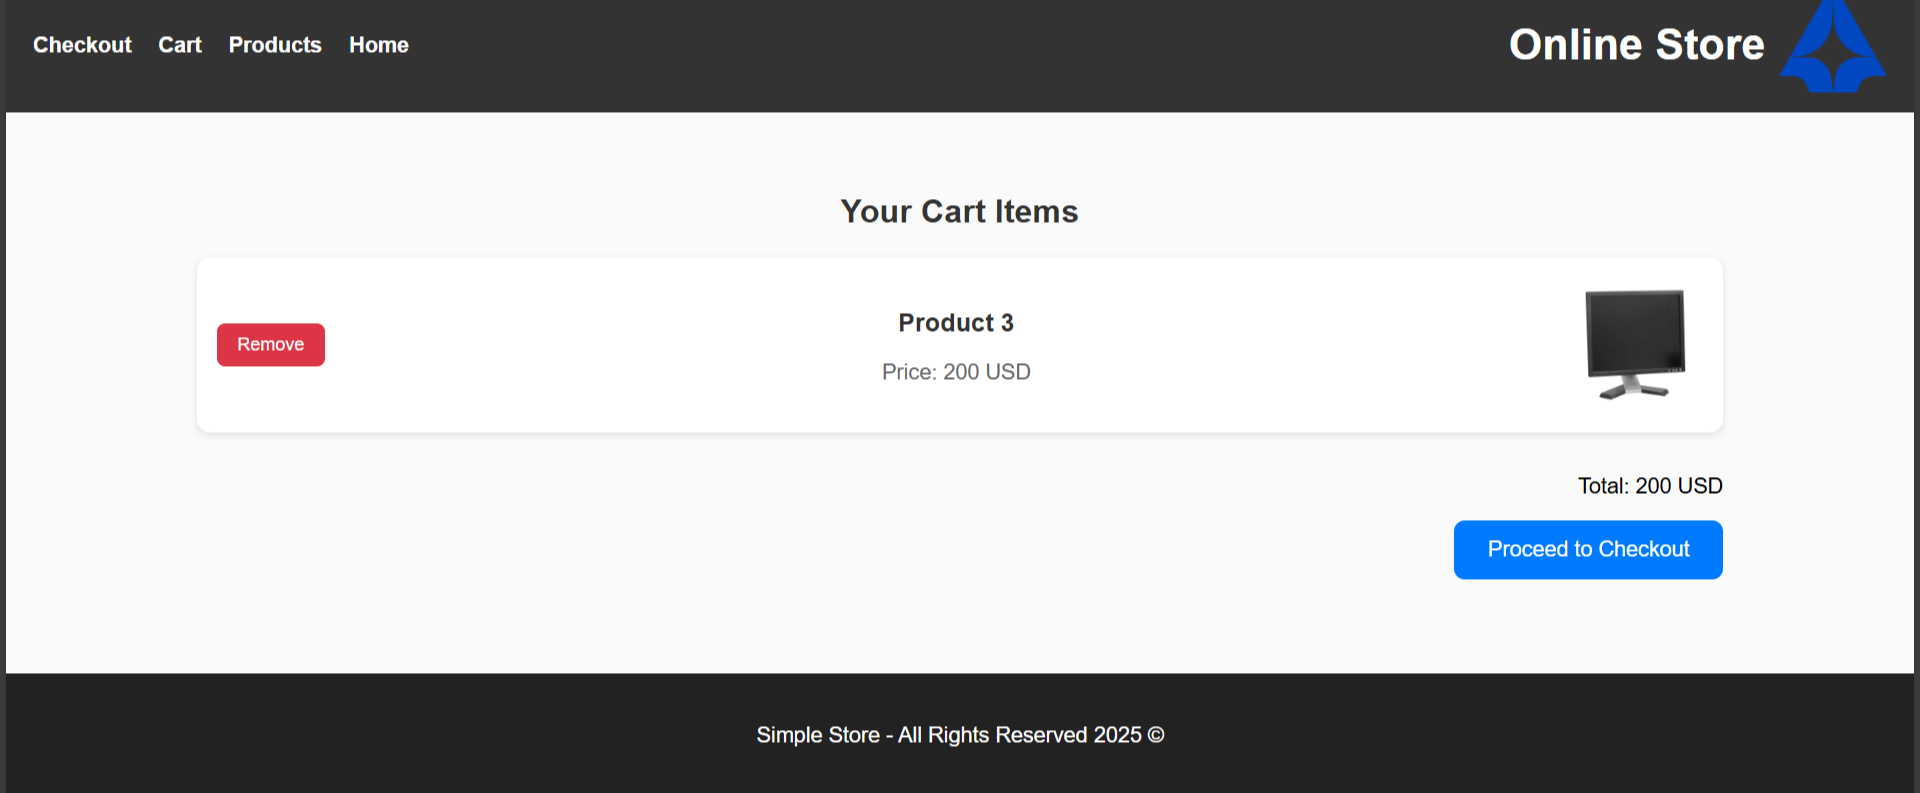 Checkout Cart Products Home
Online Store
Your Cart Items
Remove
Product 3
Price: 200 USD
Total: 200 USD
Proceed to Checkout
Simple Store - All Rights Reserved 2025 ©